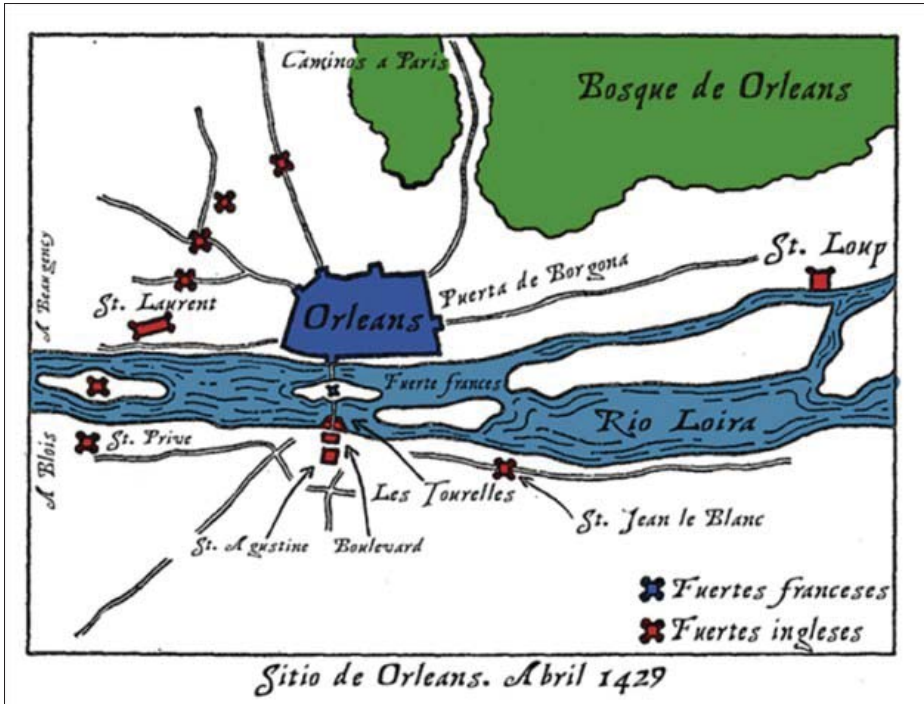 Caminos a Paris
Bosque de Orleans
A Beaugency
St. Loup
Puerta de Borgona
St. Laurent
Orleans
Fuerte frances
Rio Loira
A Blois
St. Prive
Les Tourelles
St. Jean le Blanc
St. Agustine
Boulevard
Fuertes franceses
Fuertes ingleses
Sitio de Orleans. Abril 1429